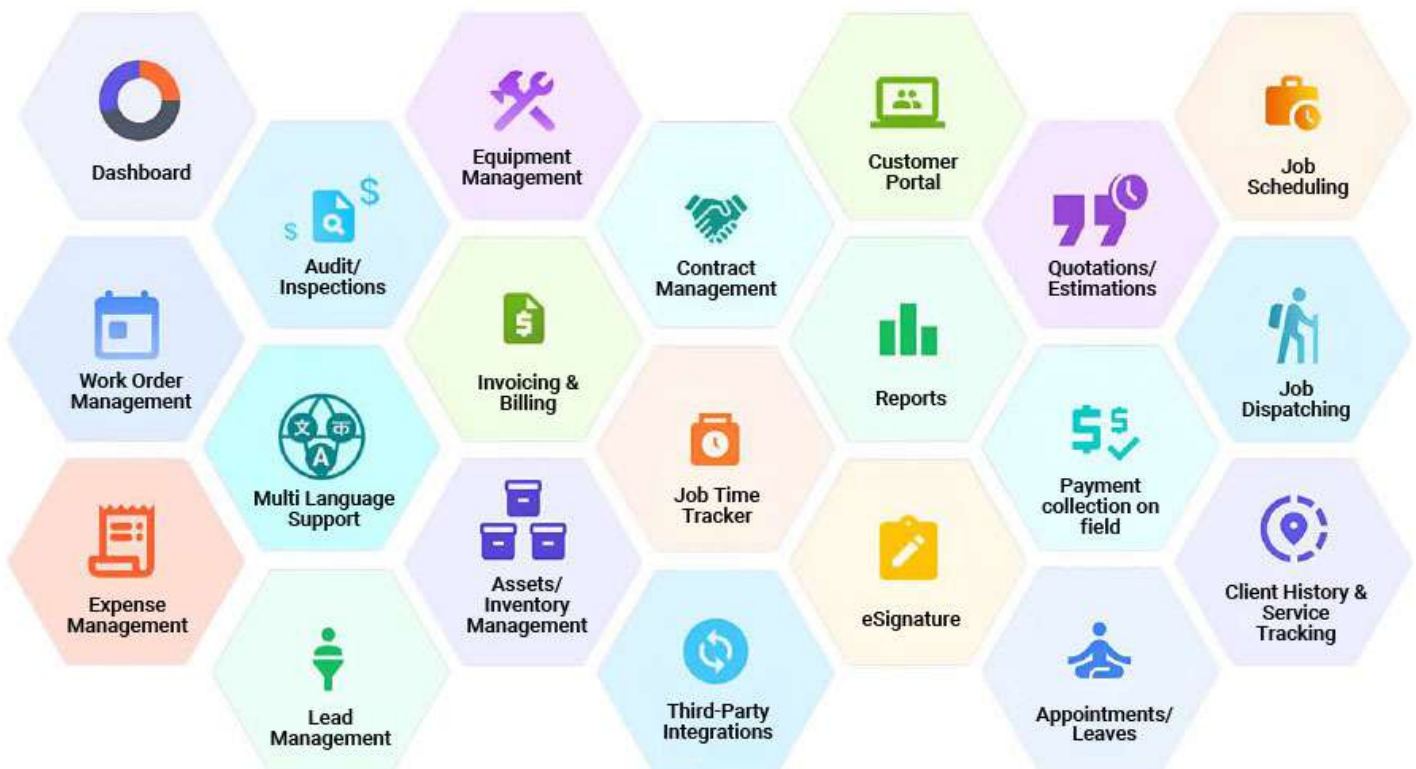 Dashboard
Equipment
Management
Customer
Portal
Job
Scheduling
$
$
Audit/
Inspections
Contract
Management
Quotations/
Estimations
Work Order
Management
$
Invoicing &
Billing
Reports
Job
Dispatching
文
क
A
Multi Language
Support
Job Time
Tracker
$
$
Payment
collection on
field
Expense
Management
Assets/
Inventory
Management
eSignature
Client History &
Service
Tracking
Lead
Management
Third-Party
Integrations
Appointments/
Leaves